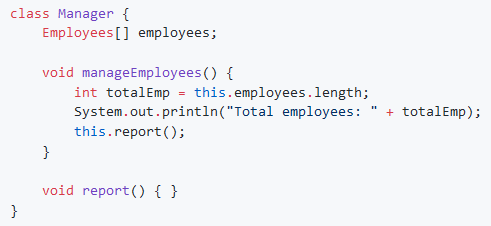 class Manager {
    Employees[] employees;

    void manageEmployees() {
        int totalEmp = this.employees.length;
        System.out.println("Total employees: " + totalEmp);
        this.report();
    }

    void report() { }
}